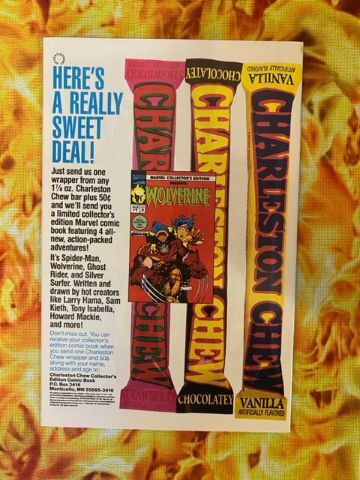 HERE'S
A REALLY
SWEET
DEAL!
Just send us one
wrapper from any
1⅞ oz. Charleston
Chew bar plus 50¢
and we'll send you
a limited collector's
edition Marvel comic
book featuring 4 all-
new, action-packed
adventures!
It's Spider-Man,
Wolverine, Ghost
Rider, and Silver
Surfer. Written and
drawn by hot creators
like Larry Hama, Sam
Kieth, Tony Isabella,
Howard Mackie,
and more!
Don't miss out. You can
receive your collector's
edition comic book when
you send one Charleston
Chew wrapper and 50¢
along with your name,
address and age to:
Charleston Chew Collector's
Edition Comic Book
P.O. Box 3416
Monticello, MN 55565-3416
CHARLESTON CHEW
CHOCOLATEY
CHARLESTON CHEW
CHOCOLATEY
VANILLA
ARTIFICIALLY FLAVORED
CHARLESTON CHEW
VANILLA
ARTIFICIALLY FLAVORED
MARVEL COLLECTOR'S EDITION
WOLVERINE